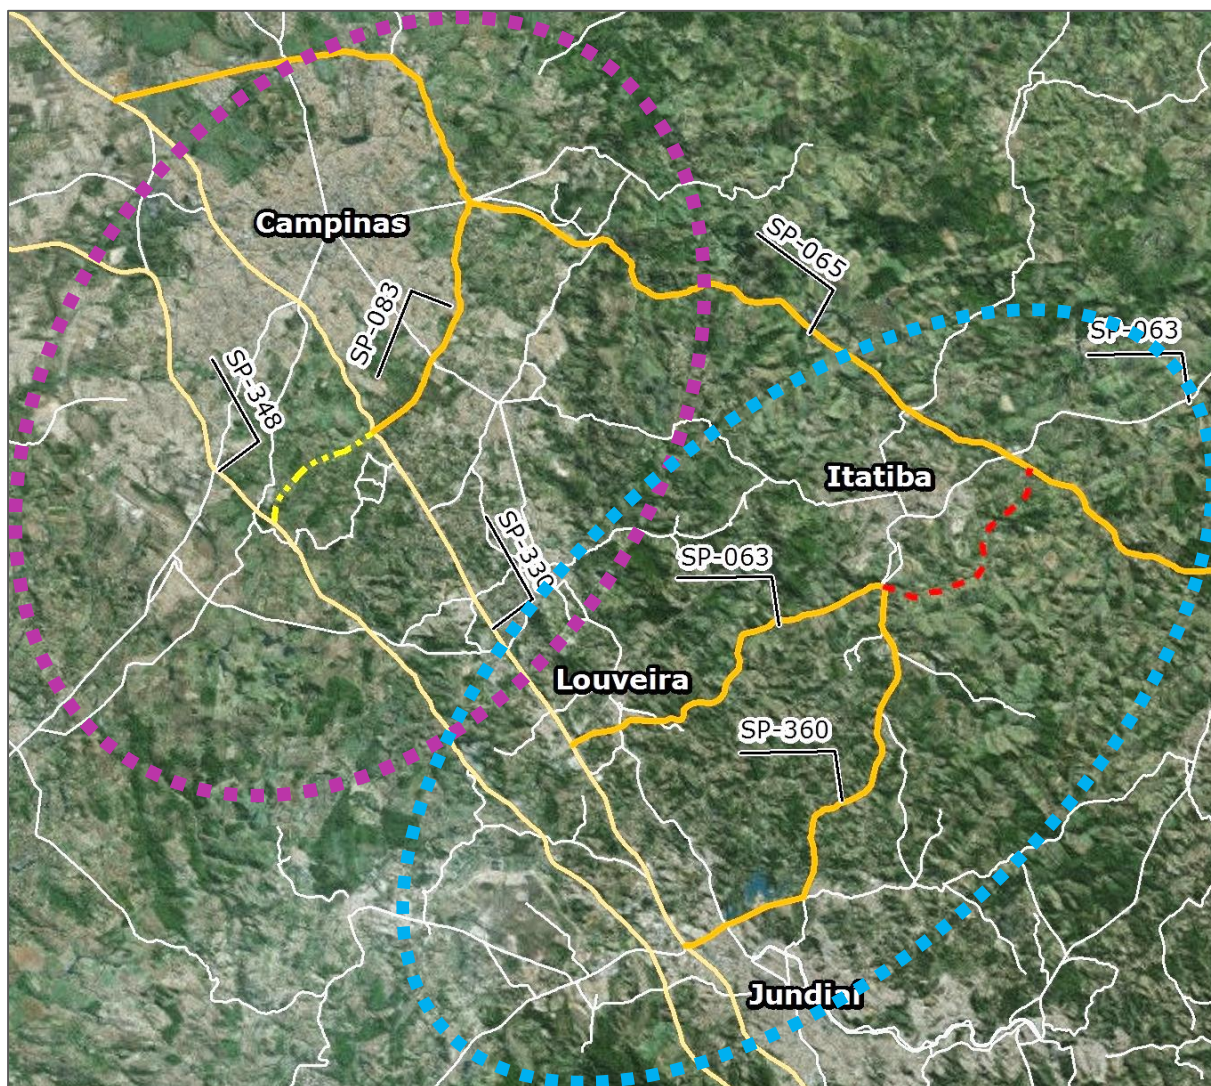 Campinas
SP-065
SP-083
SP-063
SP-348
Itatiba
SP-330
SP-063
Louveira
SP-360
Jundiaí